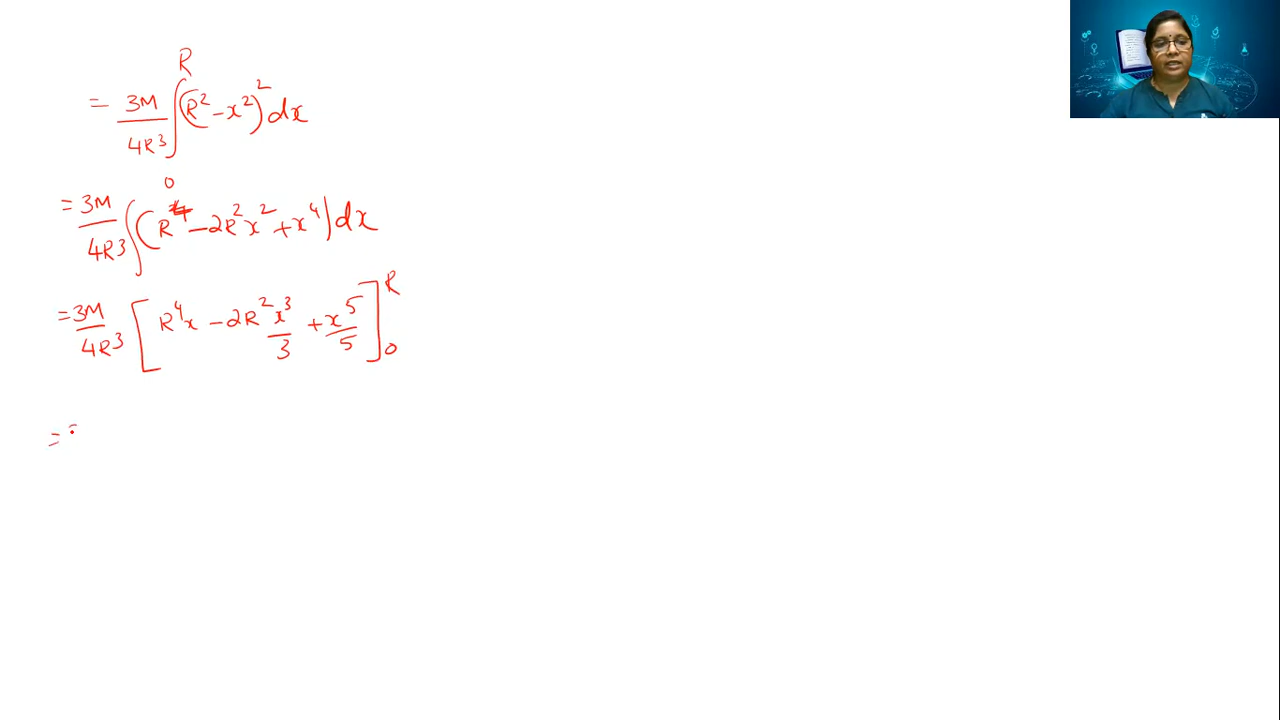 = 3M/4R³ ∫₀ᴿ (R² - x²)² dx
= 3M/4R³ ∫ (R⁴ - 2R²x² + x⁴) dx
= 3M/4R³ [R⁴x - 2R² x³/3 + x⁵/5]₀ᴿ
=